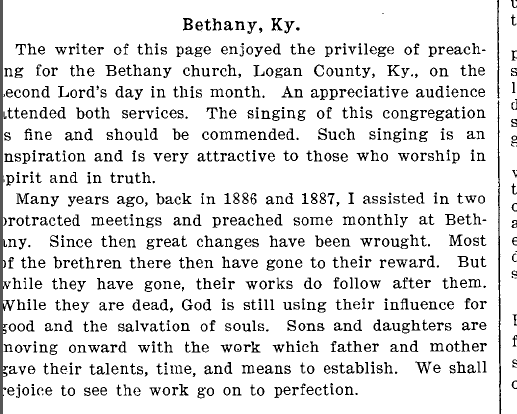 Bethany, Ky.
The writer of this page enjoyed the privilege of preach-
ng for the Bethany church, Logan County, Ky., on the
econd Lord's day in this month. An appreciative audience
ttended both services. The singing of this congregation
s fine and should be commended. Such singing is an
nspiration and is very attractive to those who worship in
pirit and in truth.
Many years ago, back in 1886 and 1887, I assisted in two
protracted meetings and preached some monthly at Beth-
any. Since then great changes have been wrought. Most
of the brethren there then have gone to their reward. But
while they have gone, their works do follow after them.
While they are dead, God is still using their influence for
good and the salvation of souls. Sons and daughters are
moving onward with the work which father and mother
gave their talents, time, and means to establish. We shall
rejoice to see the work go on to perfection.